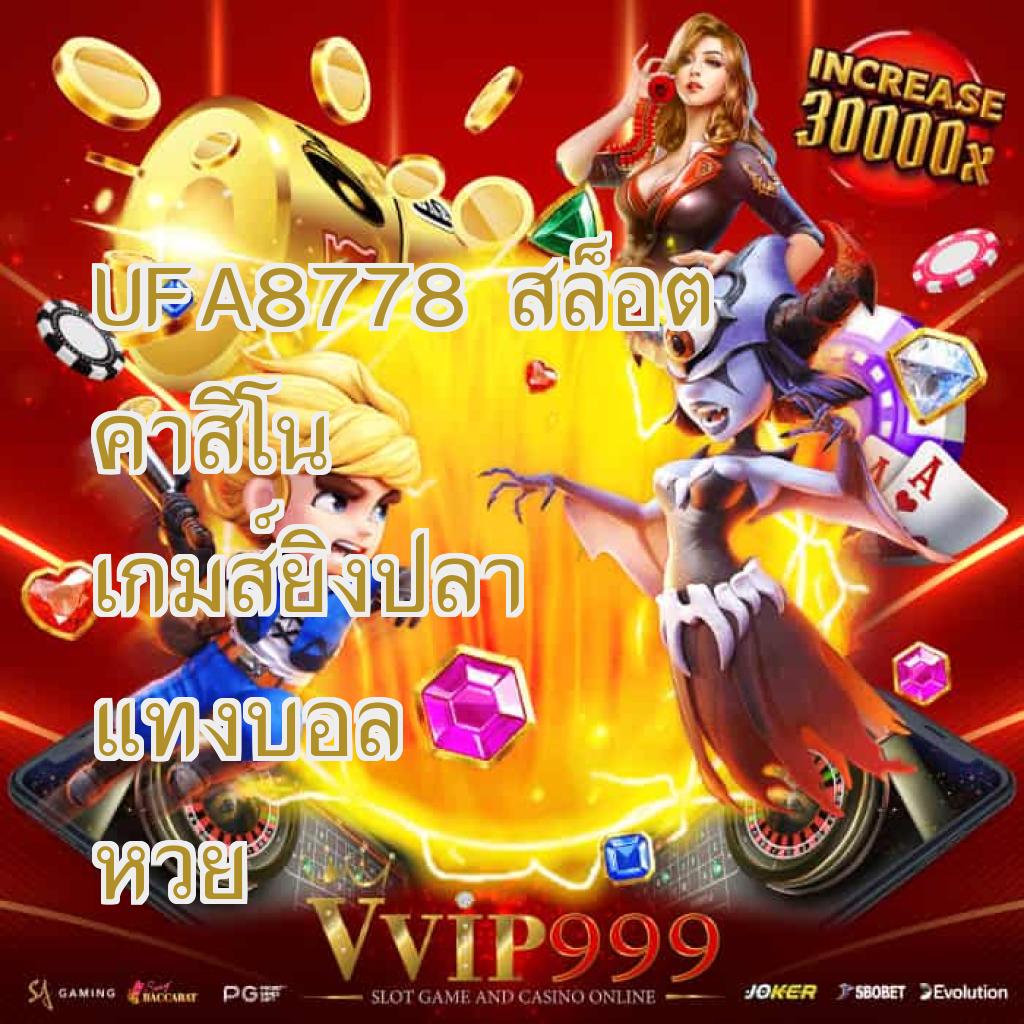 INCREASE
30000x
UFA8778 สล็อต
คาสิโน
เกมส์ยิงปลา
แทงบอล
หวย
VVIP999
SLOT GAME AND CASINO ONLINE
SA GAMING
Sexy BACCARAT
PG
JOKER
SBOBET
Evolution
A
A